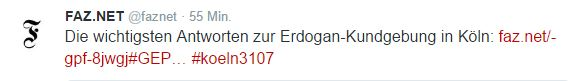 FAZ.NET @faznet · 55 Min.
Die wichtigsten Antworten zur Erdogan-Kundgebung in Köln: faz.net/-
gpf-8jwgj#GEP… #koeln3107